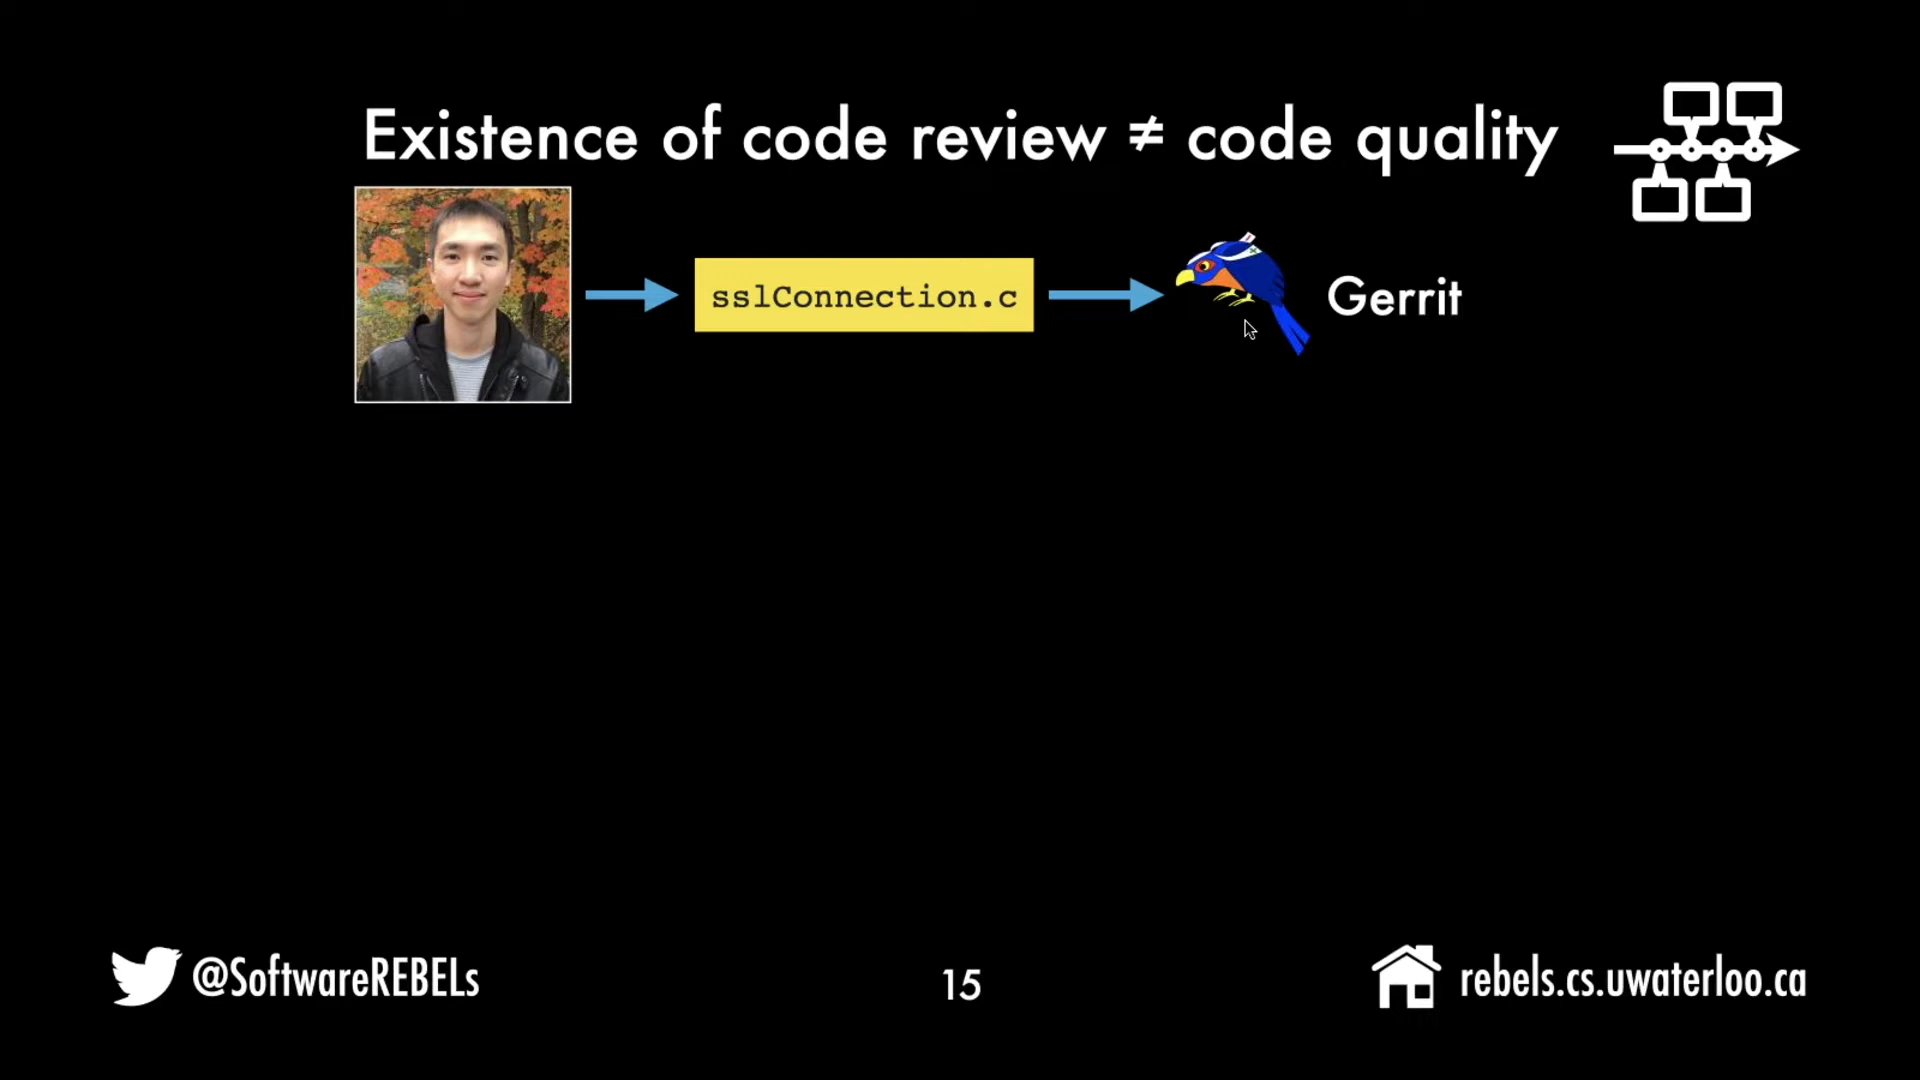 Existence of code review ≠ code quality
sslConnection.c
Gerrit
@SoftwareREBELs
15
rebels.cs.uwaterloo.ca